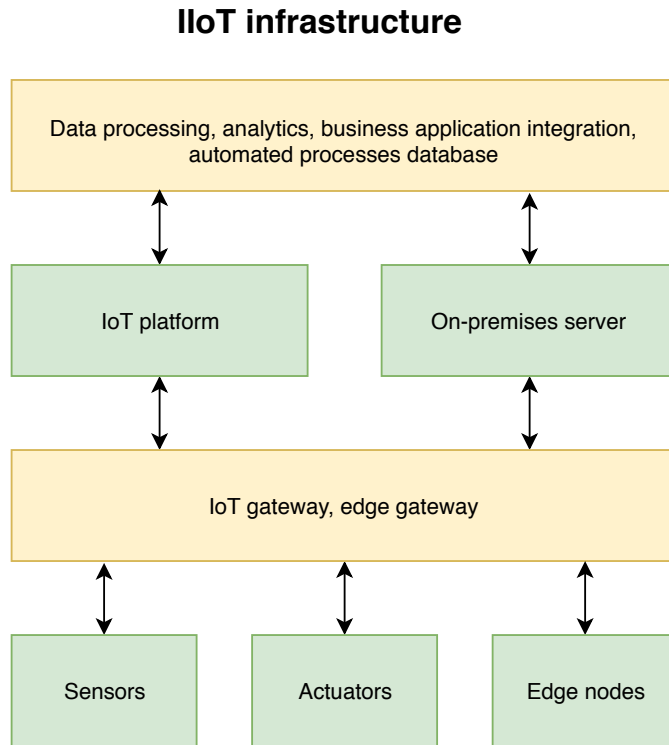 IIoT infrastructure
Data processing, analytics, business application integration,
automated processes database
IoT platform
On-premises server
IoT gateway, edge gateway
Sensors
Actuators
Edge nodes